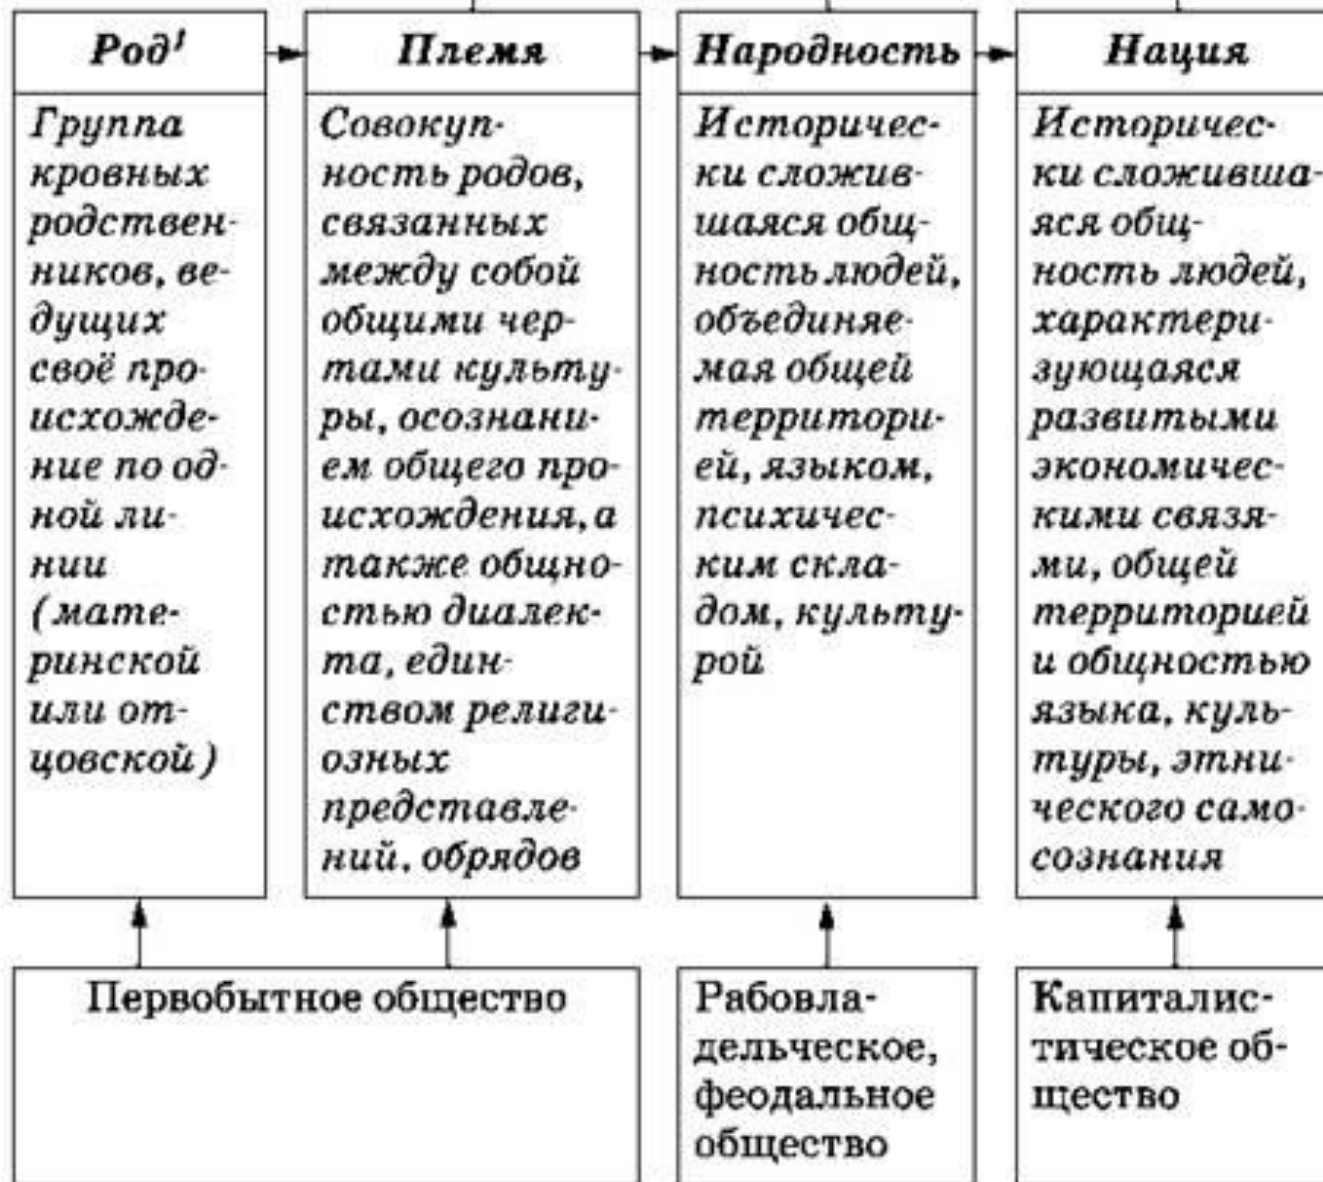 Род¹
Группа
кровных
родствен-
ников, ве-
дущих
своё про-
исхожде-
ние по од-
ной ли-
нии
(мате-
ринской
или от-
цовской)
Племя
Совокуп-
ность родов,
связанных
между собой
общими чер-
тами культу-
ры, осознани-
ем общего про-
исхождения, а
также общно-
стью диалек-
та, един-
ством религи-
озных
представле-
ний, обрядов
Народность
Историчес-
ки сложив-
шаяся общ-
ность людей,
объединяе-
мая общей
территори-
ей, языком,
психичес-
ким скла-
дом, культу-
рой
Нация
Историчес-
ки сложивша-
яся общ-
ность людей,
характери-
зующаяся
развитыми
экономичес-
кими связя-
ми, общей
территорией
и общностью
языка, куль-
туры, этни-
ческого само-
сознания
Первобытное общество
Рабовла-
дельческое,
феодальное
общество
Капиталис-
тическое об-
щество